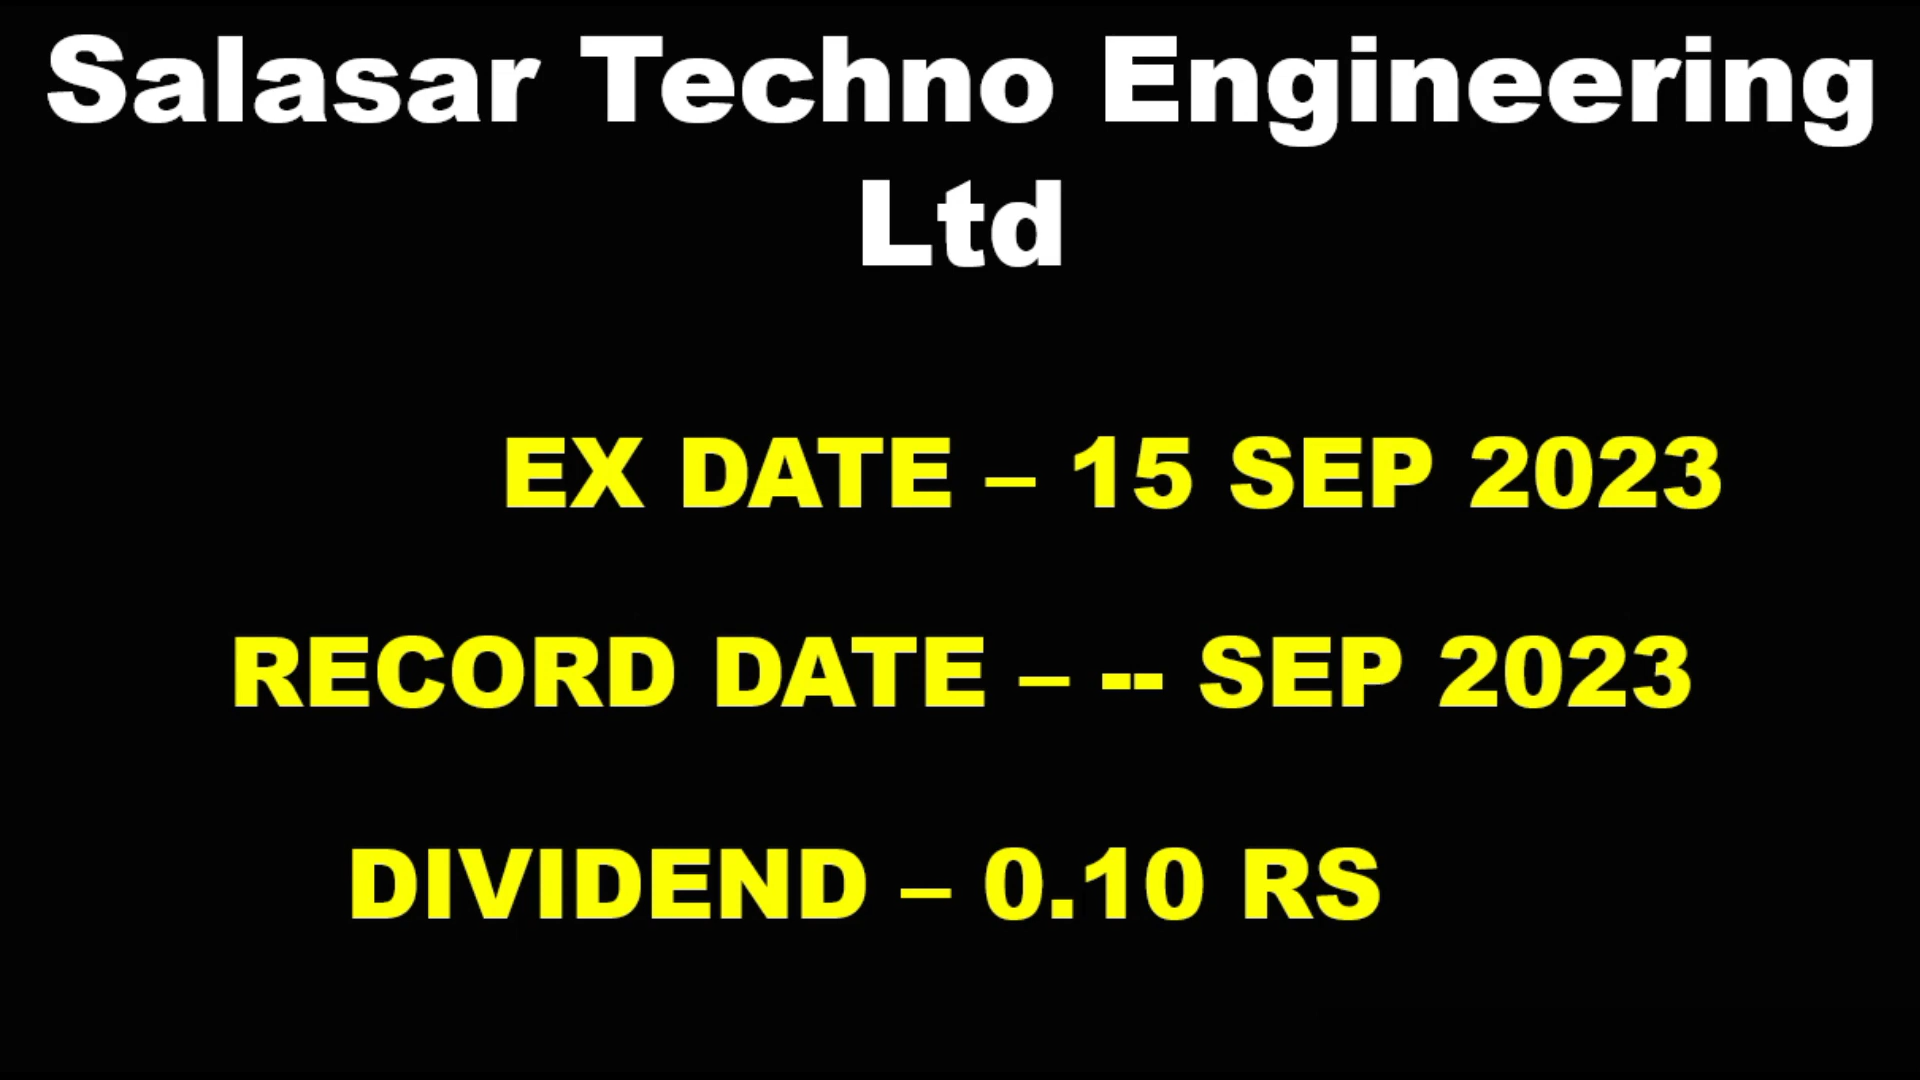 Salasar Techno Engineering
Ltd
EX DATE – 15 SEP 2023
RECORD DATE – -- SEP 2023
DIVIDEND – 0.10 RS